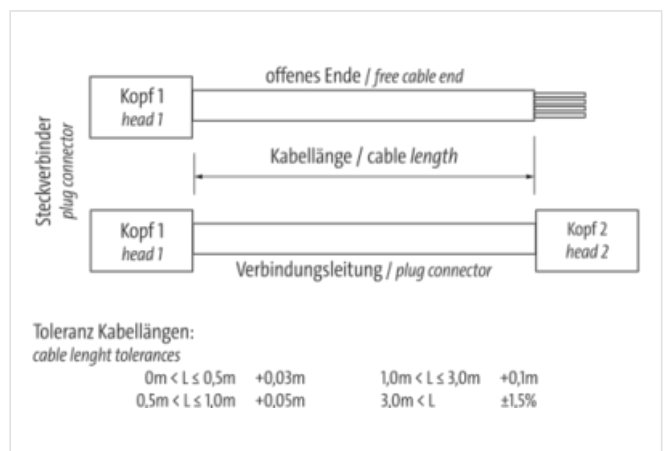 offenes Ende / free cable end
Kopf 1
head 1
Steckverbinder
plug connector
Kabellänge / cable length
Kopf 1
head 1
Kopf 2
head 2
Verbindungsleitung / plug connector
Toleranz Kabellängen:
cable lenght tolerances
0m < L ≤ 0,5m +0,03m 1,0m < L ≤ 3,0m +0,1m
0,5m < L ≤ 1,0m +0,05m 3,0m < L ±1,5%